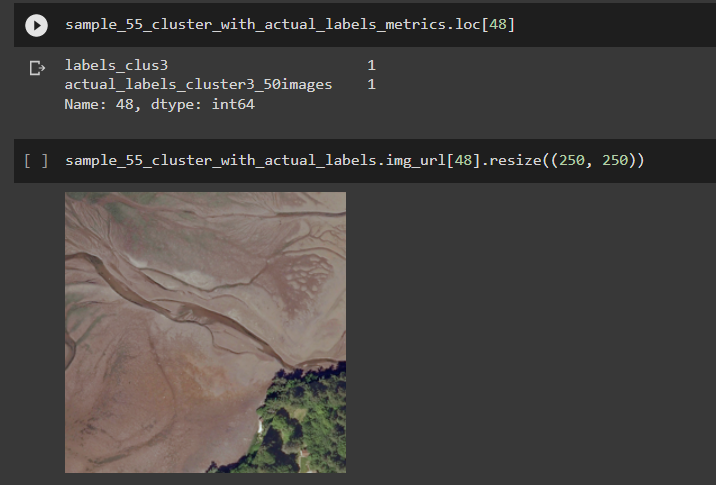 sample_55_cluster_with_actual_labels_metrics.loc[48]
labels_clus3 1
actual_labels_cluster3_50images 1
Name: 48, dtype: int64
[ ] sample_55_cluster_with_actual_labels.img_url[48].resize((250, 250))